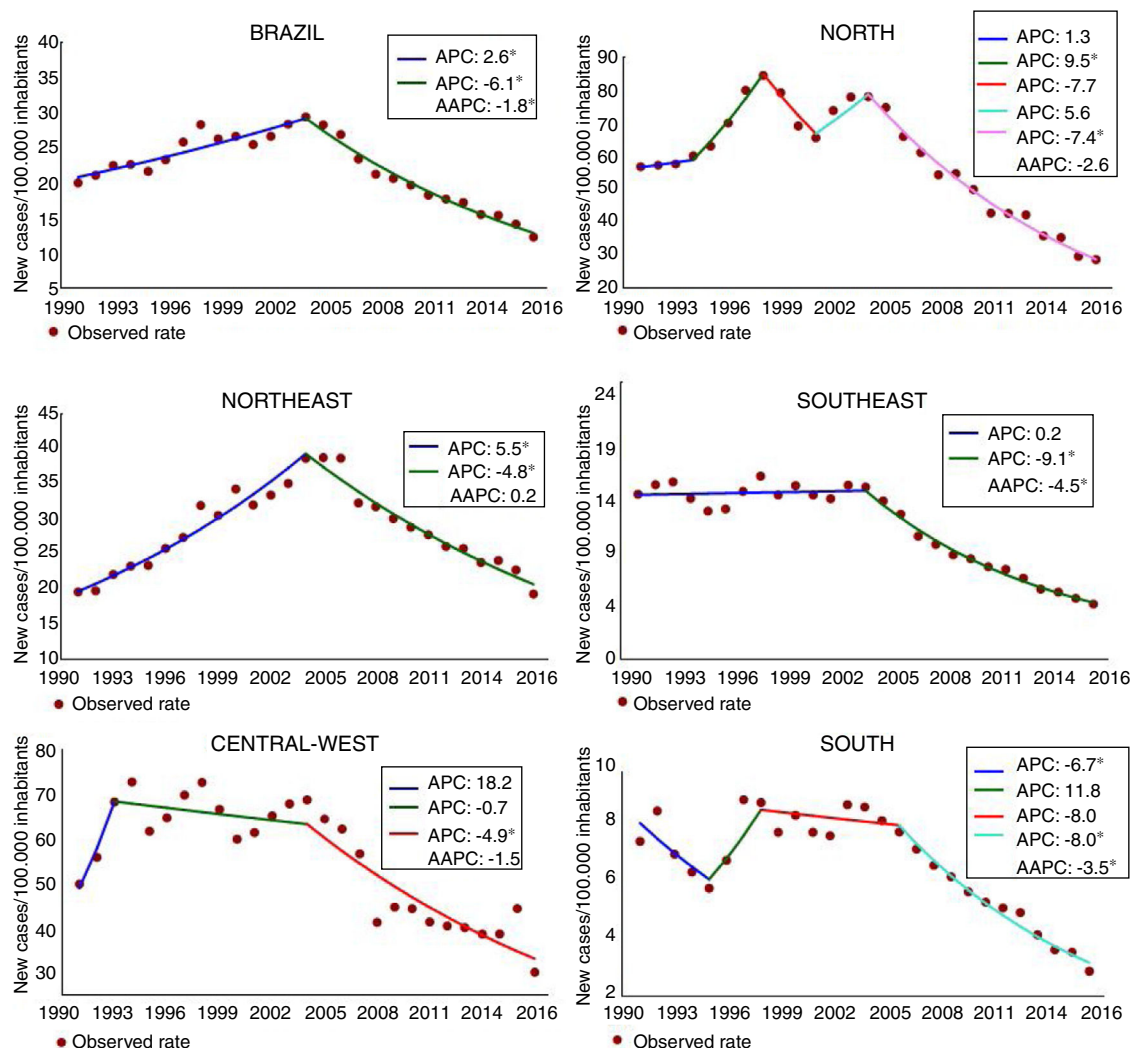 BRAZIL
New cases/100.000 inhabitants
40
35
30
25
20
15
10
5
APC: 2.6*
APC: -6.1*
AAPC: -1.8*
1990 1993 1996 1999 2002 2005 2008 2011 2014 2016
Observed rate
NORTH
New cases/100.000 inhabitants
90
80
70
60
50
40
30
20
APC: 1.3
APC: 9.5*
APC: -7.7
APC: 5.6
APC: -7.4*
AAPC: -2.6
1990 1993 1996 1999 2002 2005 2008 2011 2014 2016
Observed rate
NORTHEAST
New cases/100.000 inhabitants
45
40
35
30
25
20
15
10
APC: 5.5*
APC: -4.8*
AAPC: 0.2
1990 1993 1996 1999 2002 2005 2008 2011 2014 2016
Observed rate
SOUTHEAST
New cases/100.000 inhabitants
24
19
14
9
4
0
APC: 0.2
APC: -9.1*
AAPC: -4.5*
1990 1993 1996 1999 2002 2005 2008 2011 2014 2016
Observed rate
CENTRAL-WEST
New cases/100.000 inhabitants
80
70
60
50
40
30
APC: 18.2
APC: -0.7
APC: -4.9*
AAPC: -1.5
1990 1993 1996 1999 2002 2005 2008 2011 2014 2016
Observed rate
SOUTH
New cases/100.000 inhabitants
10
8
6
4
2
APC: -6.7*
APC: 11.8
APC: -8.0
APC: -8.0*
AAPC: -3.5*
1990 1993 1996 1999 2002 2005 2008 2011 2014 2016
Observed rate